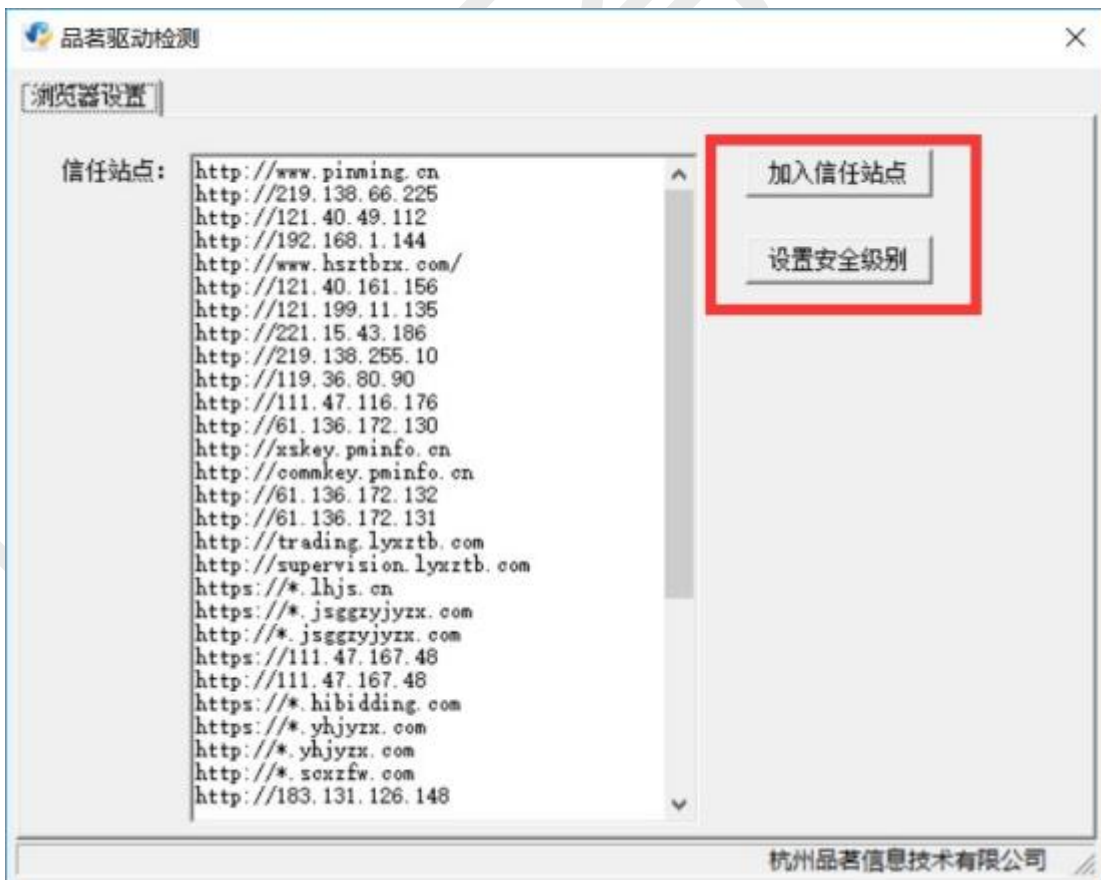 品茗驱动检测
浏览器设置
信任站点:
http://www.pinming.cn
http://219.138.66.225
http://121.40.49.112
http://192.168.1.144
http://www.hsztbzx.com/
http://121.40.161.156
http://121.199.11.135
http://221.15.43.186
http://219.138.255.10
http://119.36.80.90
http://111.47.116.176
http://61.136.172.130
http://xskey.pminfo.cn
http://commkey.pminfo.cn
http://61.136.172.132
http://61.136.172.131
http://trading.lyxztb.com
http://supervision.lyxztb.com
https://*.lhjs.cn
https://*.jsggzyjyzx.com
http://*.jsggzyjyzx.com
https://111.47.167.48
http://111.47.167.48
https://*.hibidding.com
https://*.yhjyzx.com
http://*.yhjyzx.com
http://*.scxzfw.com
http://183.131.126.148
加入信任站点
设置安全级别
杭州品茗信息技术有限公司